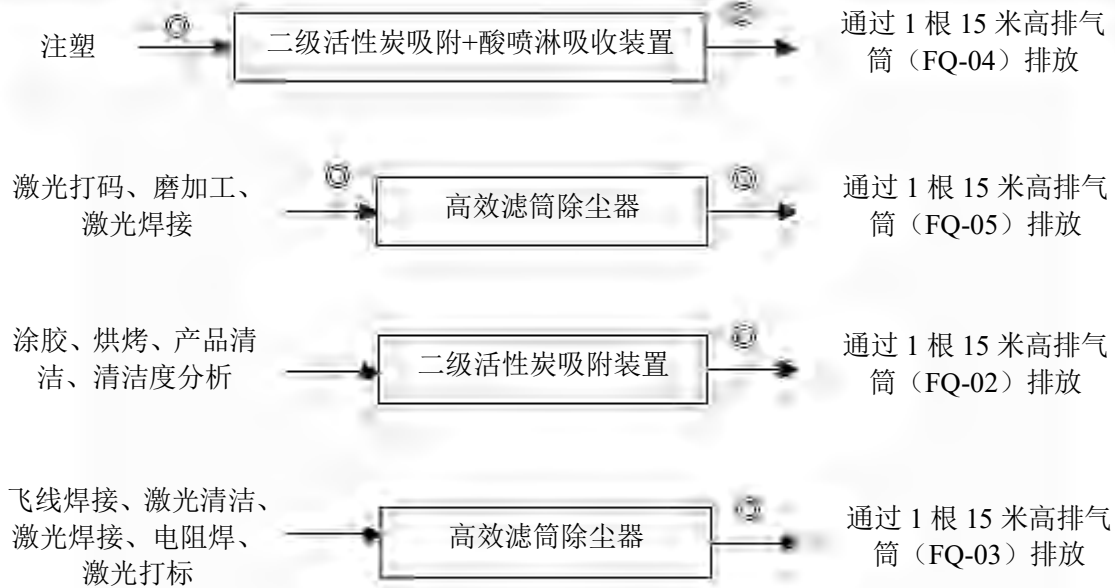 注塑
二级活性炭吸附+酸喷淋吸收装置
通过 1 根 15 米高排气
筒（FQ-04）排放
激光打码、磨加工、
激光焊接
高效滤筒除尘器
通过 1 根 15 米高排气
筒（FQ-05）排放
涂胶、烘烤、产品清
洁、清洁度分析
二级活性炭吸附装置
通过 1 根 15 米高排气
筒（FQ-02）排放
飞线焊接、激光清洁、
激光焊接、电阻焊、
激光打标
高效滤筒除尘器
通过 1 根 15 米高排气
筒（FQ-03）排放